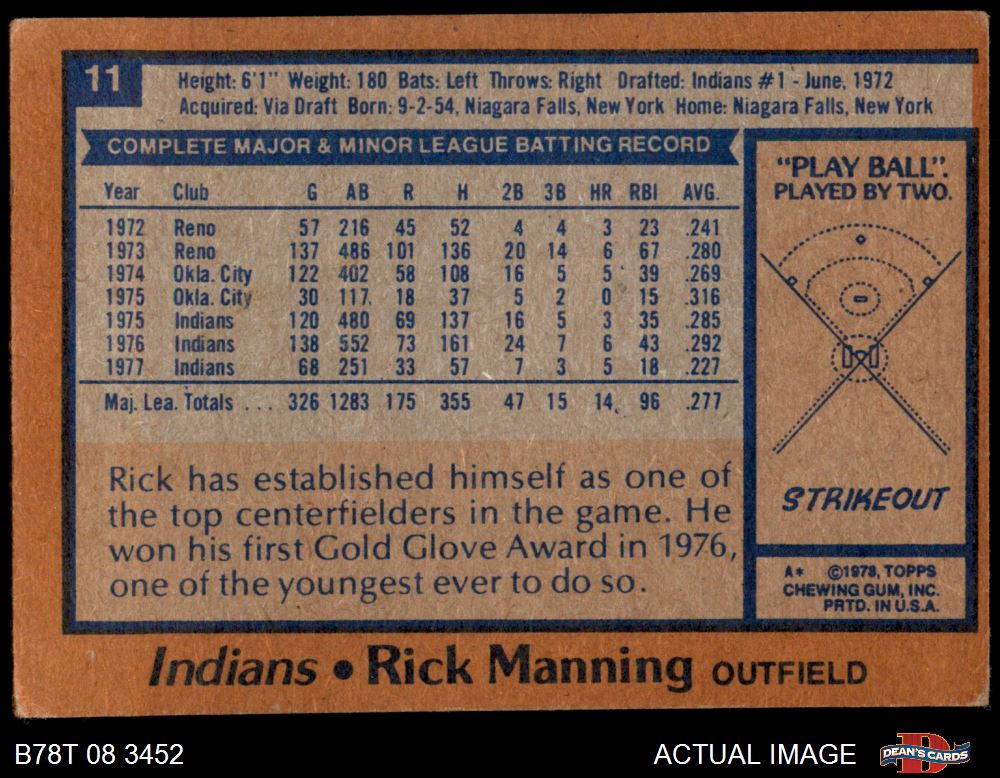 11
Height: 6'1" Weight: 180 Bats: Left Throws: Right Drafted: Indians #1 - June, 1972
Acquired: Via Draft Born: 9-2-54, Niagara Falls, New York Home: Niagara Falls, New York
COMPLETE MAJOR & MINOR LEAGUE BATTING RECORD
Year Club G AB R H 2B 3B HR RBI AVG.
1972 Reno 57 216 45 52 4 4 3 23 .241
1973 Reno 137 486 101 136 20 14 6 67 .280
1974 Okla. City 122 402 58 108 16 5 5 39 .269
1975 Okla. City 30 117 18 37 5 2 0 15 .316
1975 Indians 120 480 69 137 16 5 3 35 .285
1976 Indians 138 552 73 161 24 7 6 43 .292
1977 Indians 68 251 33 57 7 3 5 18 .227
Maj. Lea. Totals ... 326 1283 175 355 47 15 14 96 .277
Rick has established himself as one of
the top centerfielders in the game. He
won his first Gold Glove Award in 1976,
one of the youngest ever to do so.
"PLAY BALL".
PLAYED BY TWO.
STRIKEOUT
A* ©1978, TOPPS
CHEWING GUM, INC.
PRTD. IN U.S.A.
Indians • Rick Manning OUTFIELD
B78T 08 3452
ACTUAL IMAGE
D
DEAN'S CARDS